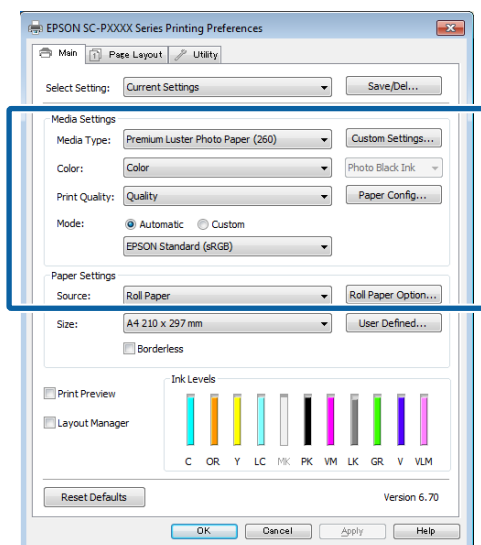 EPSON SC-PXXXX Series Printing Preferences
Main Page Layout Utility
Select Setting: Current Settings Save/Del...
Media Settings
Media Type: Premium Luster Photo Paper (260) Custom Settings...
Color: Color Photo Black Ink
Print Quality: Quality Paper Config...
Mode: Automatic Custom
EPSON Standard (sRGB)
Paper Settings
Source: Roll Paper Roll Paper Option...
Size: A4 210 x 297 mm User Defined...
Borderless
Ink Levels
Print Preview
Layout Manager
C OR Y LC MK PK VM LK GR V VLM
Reset Defaults Version 6.70
OK Cancel Apply Help